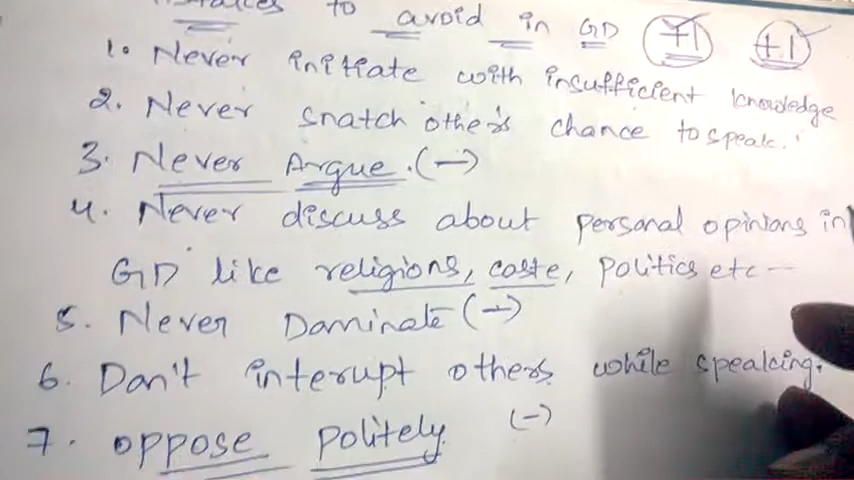 to avoid in GD +1 +1
1. Never initiate with insufficient knowledge
2. Never snatch other's chance to speak.
3. Never Argue. (-)
4. Never discuss about personal opinions in
GD like religions, caste, politics etc --
5. Never Daminate (-)
6. Don't interupt others while speaking.
7. oppose politely (-)